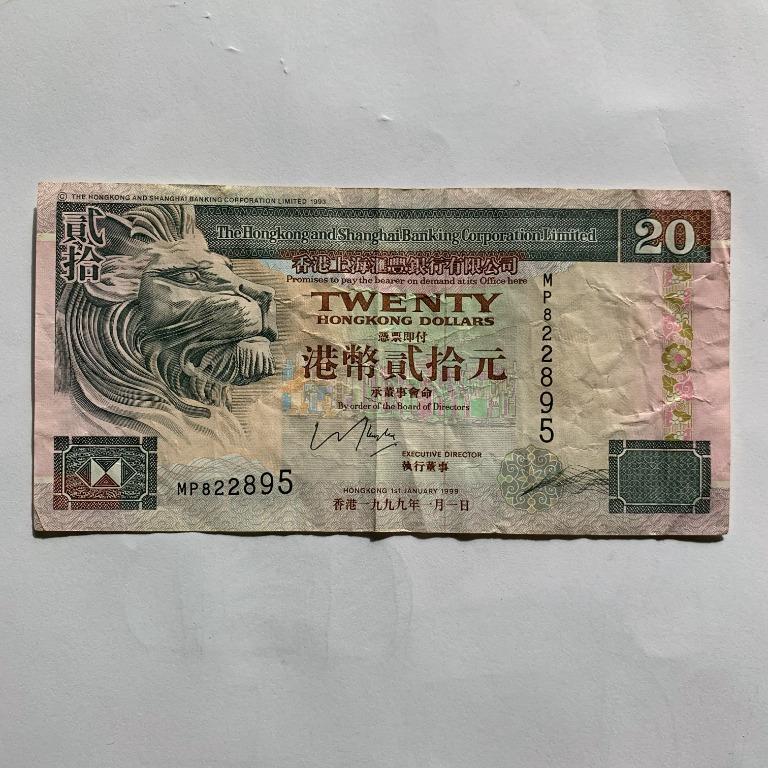 © THE HONGKONG AND SHANGHAI BANKING CORPORATION LIMITED 1993
貳拾
The Hongkong and Shanghai Banking Corporation Limited
20
香港上海滙豐銀行有限公司
Promises to pay the bearer on demand at its Office here
TWENTY
HONGKONG DOLLARS
憑票即付
港幣貳拾元
承董事會命
By order of the Board of Directors
MP822895
EXECUTIVE DIRECTOR
執行董事
MP822895
HONGKONG 1ST JANUARY 1999
香港一九九九年一月一日